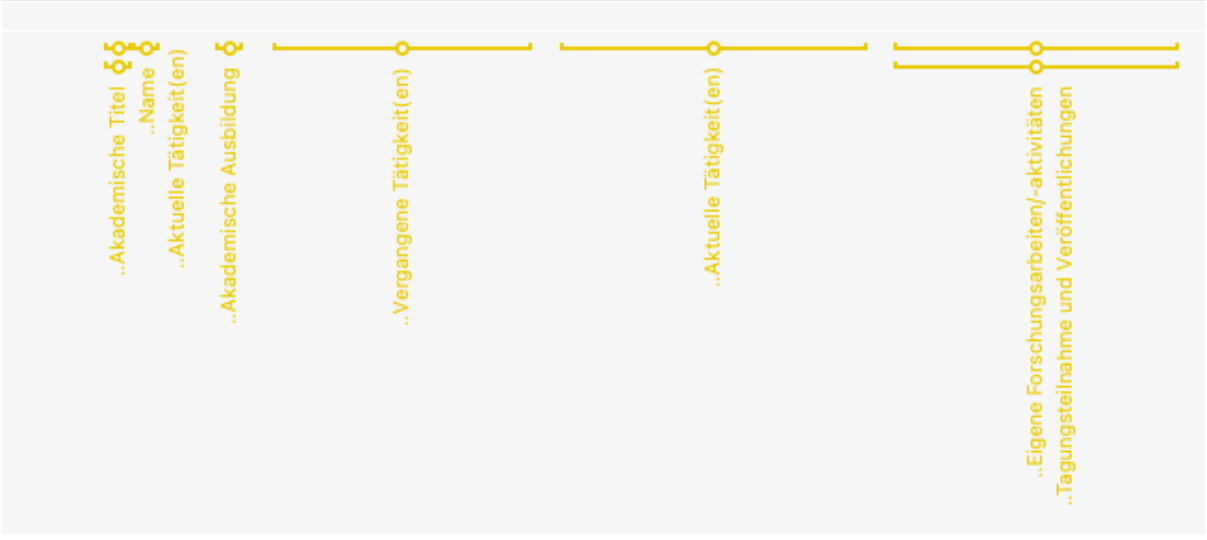 ..Akademische Titel
..Name
..Aktuelle Tätigkeit(en)
..Akademische Ausbildung
..Vergangene Tätigkeit(en)
..Aktuelle Tätigkeit(en)
..Eigene Forschungsarbeiten/-aktivitäten
..Tagungsteilnahme und Veröffentlichungen